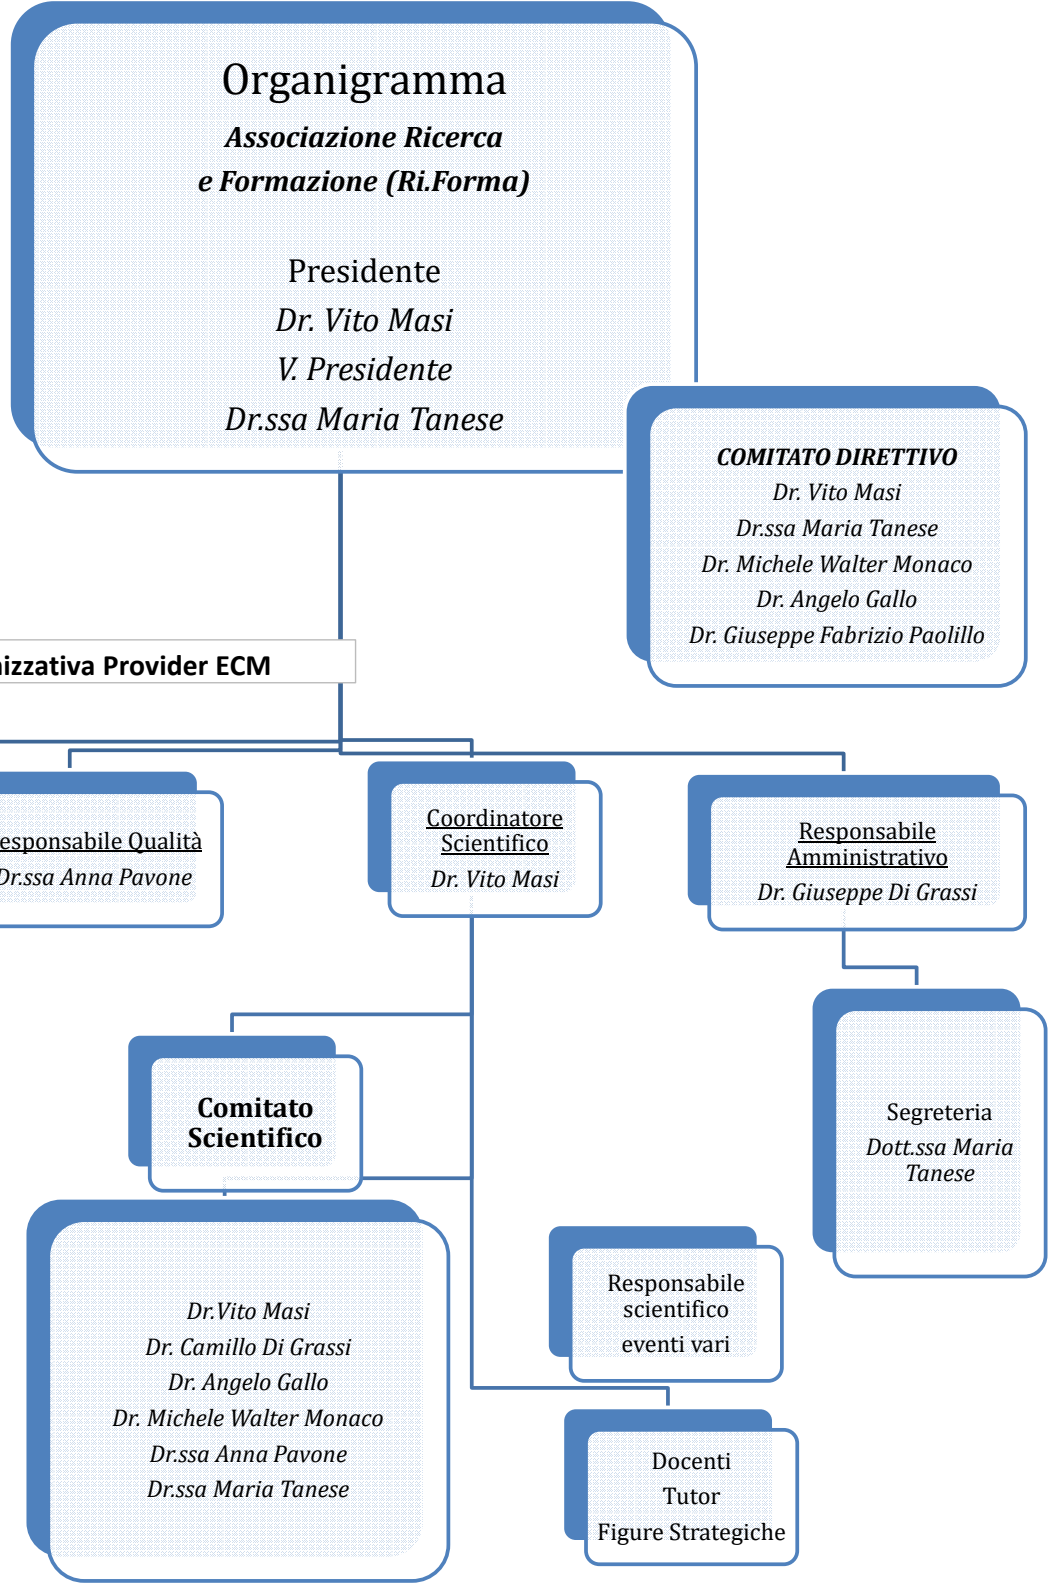 Organigramma
Associazione Ricerca
e Formazione (Ri.Forma)
Presidente
Dr. Vito Masi
V. Presidente
Dr.ssa Maria Tanese
COMITATO DIRETTIVO
Dr. Vito Masi
Dr.ssa Maria Tanese
Dr. Michele Walter Monaco
Dr. Angelo Gallo
Dr. Giuseppe Fabrizio Paolillo
Provider ECM
Qualità
Dr.ssa Anna Pavone
Coordinatore
Scientifico
Dr. Vito Masi
Responsabile
Amministrativo
Dr. Giuseppe Di Grassi
Comitato
Scientifico
Segreteria
Dott.ssa Maria
Tanese
Dr.Vito Masi
Dr. Camillo Di Grassi
Dr. Angelo Gallo
Dr. Michele Walter Monaco
Dr.ssa Anna Pavone
Dr.ssa Maria Tanese
Responsabile
scientifico
eventi vari
Docenti
Tutor
Figure Strategiche